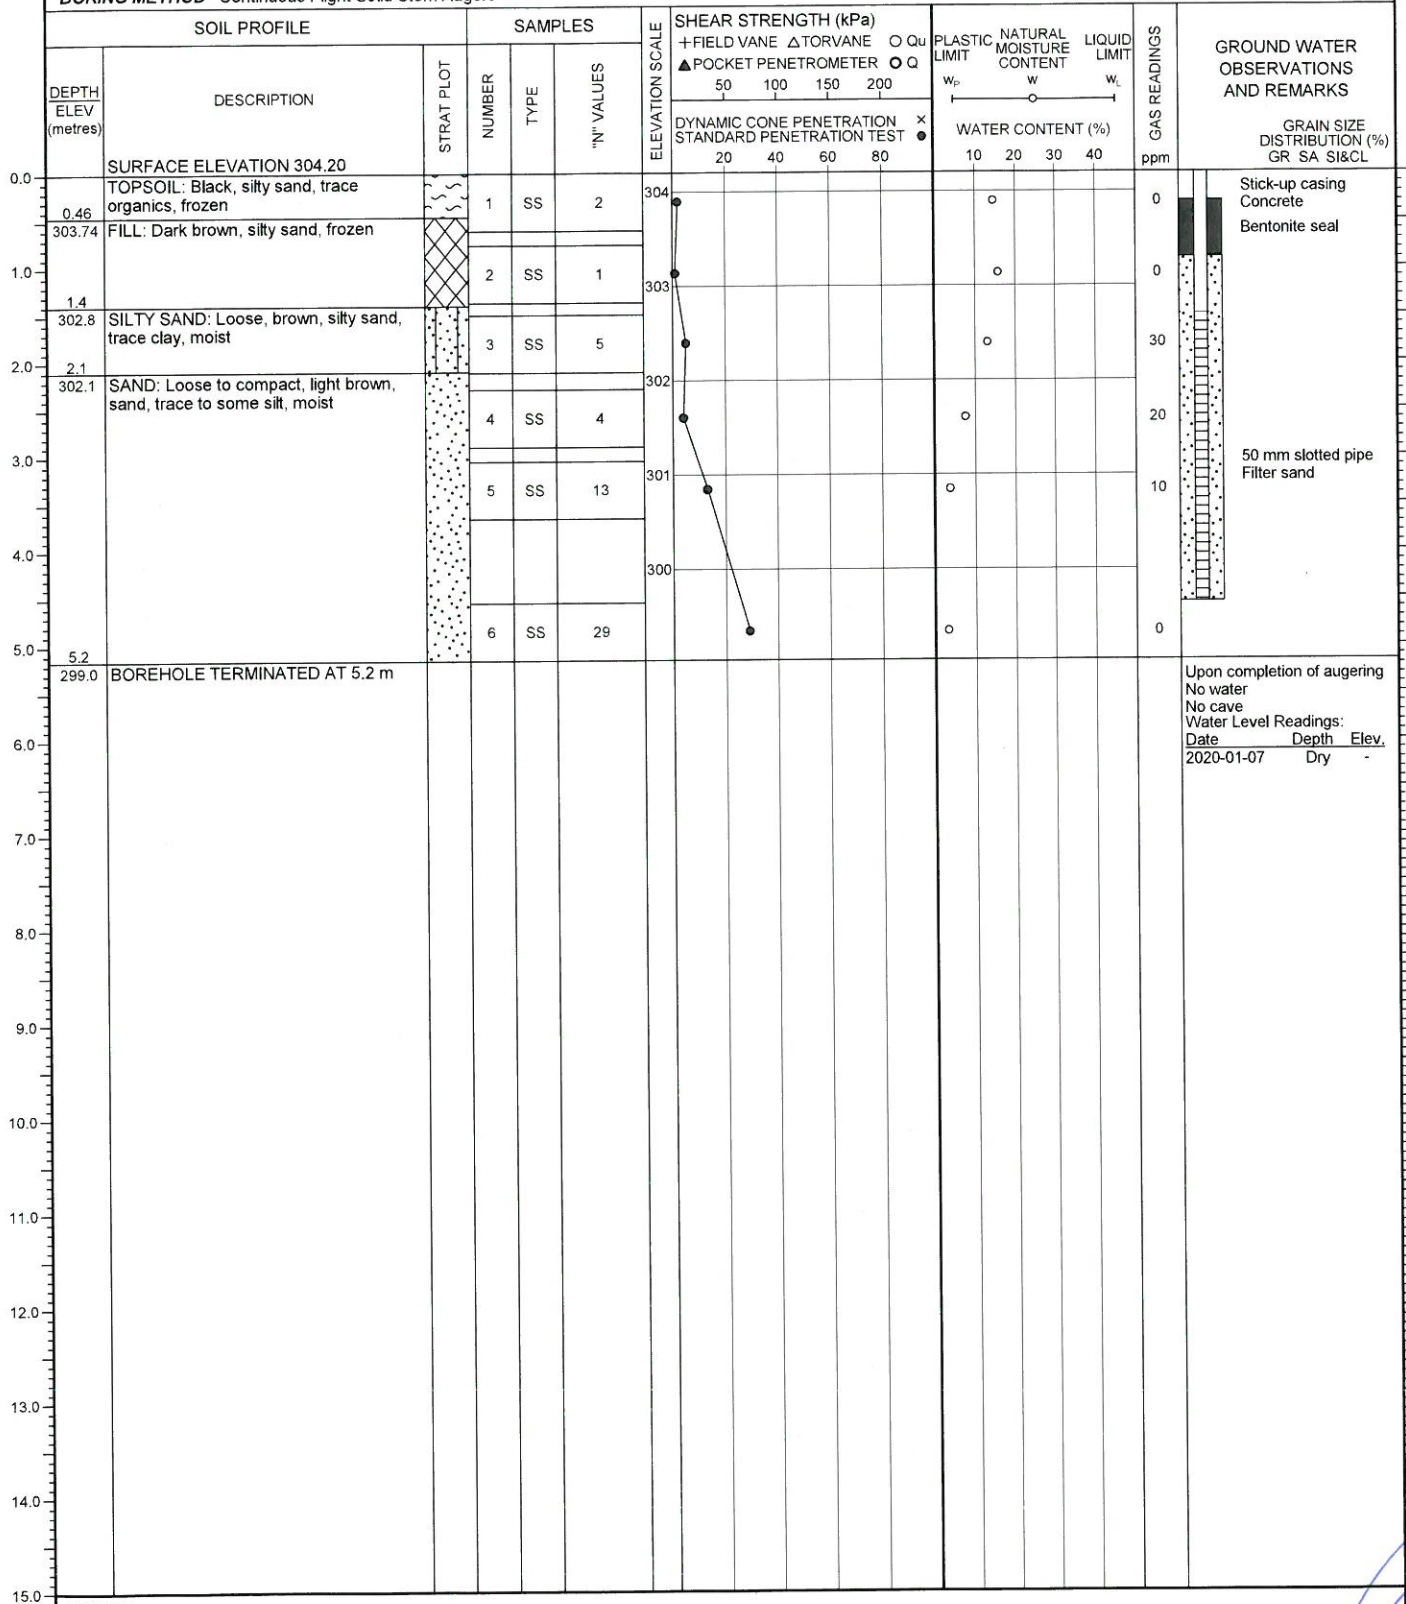 SOIL PROFILE
SAMPLES
DEPTH
ELEV
(metres)
DESCRIPTION
STRAT PLOT
NUMBER
TYPE
"N" VALUES
ELEVATION SCALE
SHEAR STRENGTH (kPa)
+FIELD VANE △TORVANE ○ Qu
▲POCKET PENETROMETER O Q
50 100 150 200
DYNAMIC CONE PENETRATION ×
STANDARD PENETRATION TEST ●
20 40 60 80
PLASTIC LIMIT
NATURAL MOISTURE CONTENT
LIQUID LIMIT
WP W WL
WATER CONTENT (%)
10 20 30 40
GAS READINGS
ppm
GROUND WATER
OBSERVATIONS
AND REMARKS
GRAIN SIZE
DISTRIBUTION (%)
GR SA SI&CL
SURFACE ELEVATION 304.20
0.0
TOPSOIL: Black, silty sand, trace
organics, frozen
0.46
1 SS 2
304
0
Stick-up casing
Concrete
303.74 FILL: Dark brown, silty sand, frozen
Bentonite seal
1.0
2 SS 1
303
0
1.4
302.8 SILTY SAND: Loose, brown, silty sand,
trace clay, moist
3 SS 5
30
2.0
2.1
302.1 SAND: Loose to compact, light brown,
sand, trace to some silt, moist
302
4 SS 4
20
3.0
301
5 SS 13
10
50 mm slotted pipe
Filter sand
4.0
300
6 SS 29
0
5.0
5.2
299.0 BOREHOLE TERMINATED AT 5.2 m
Upon completion of augering
No water
No cave
Water Level Readings:
Date Depth Elev.
2020-01-07 Dry -
6.0
7.0
8.0
9.0
10.0
11.0
12.0
13.0
14.0
15.0